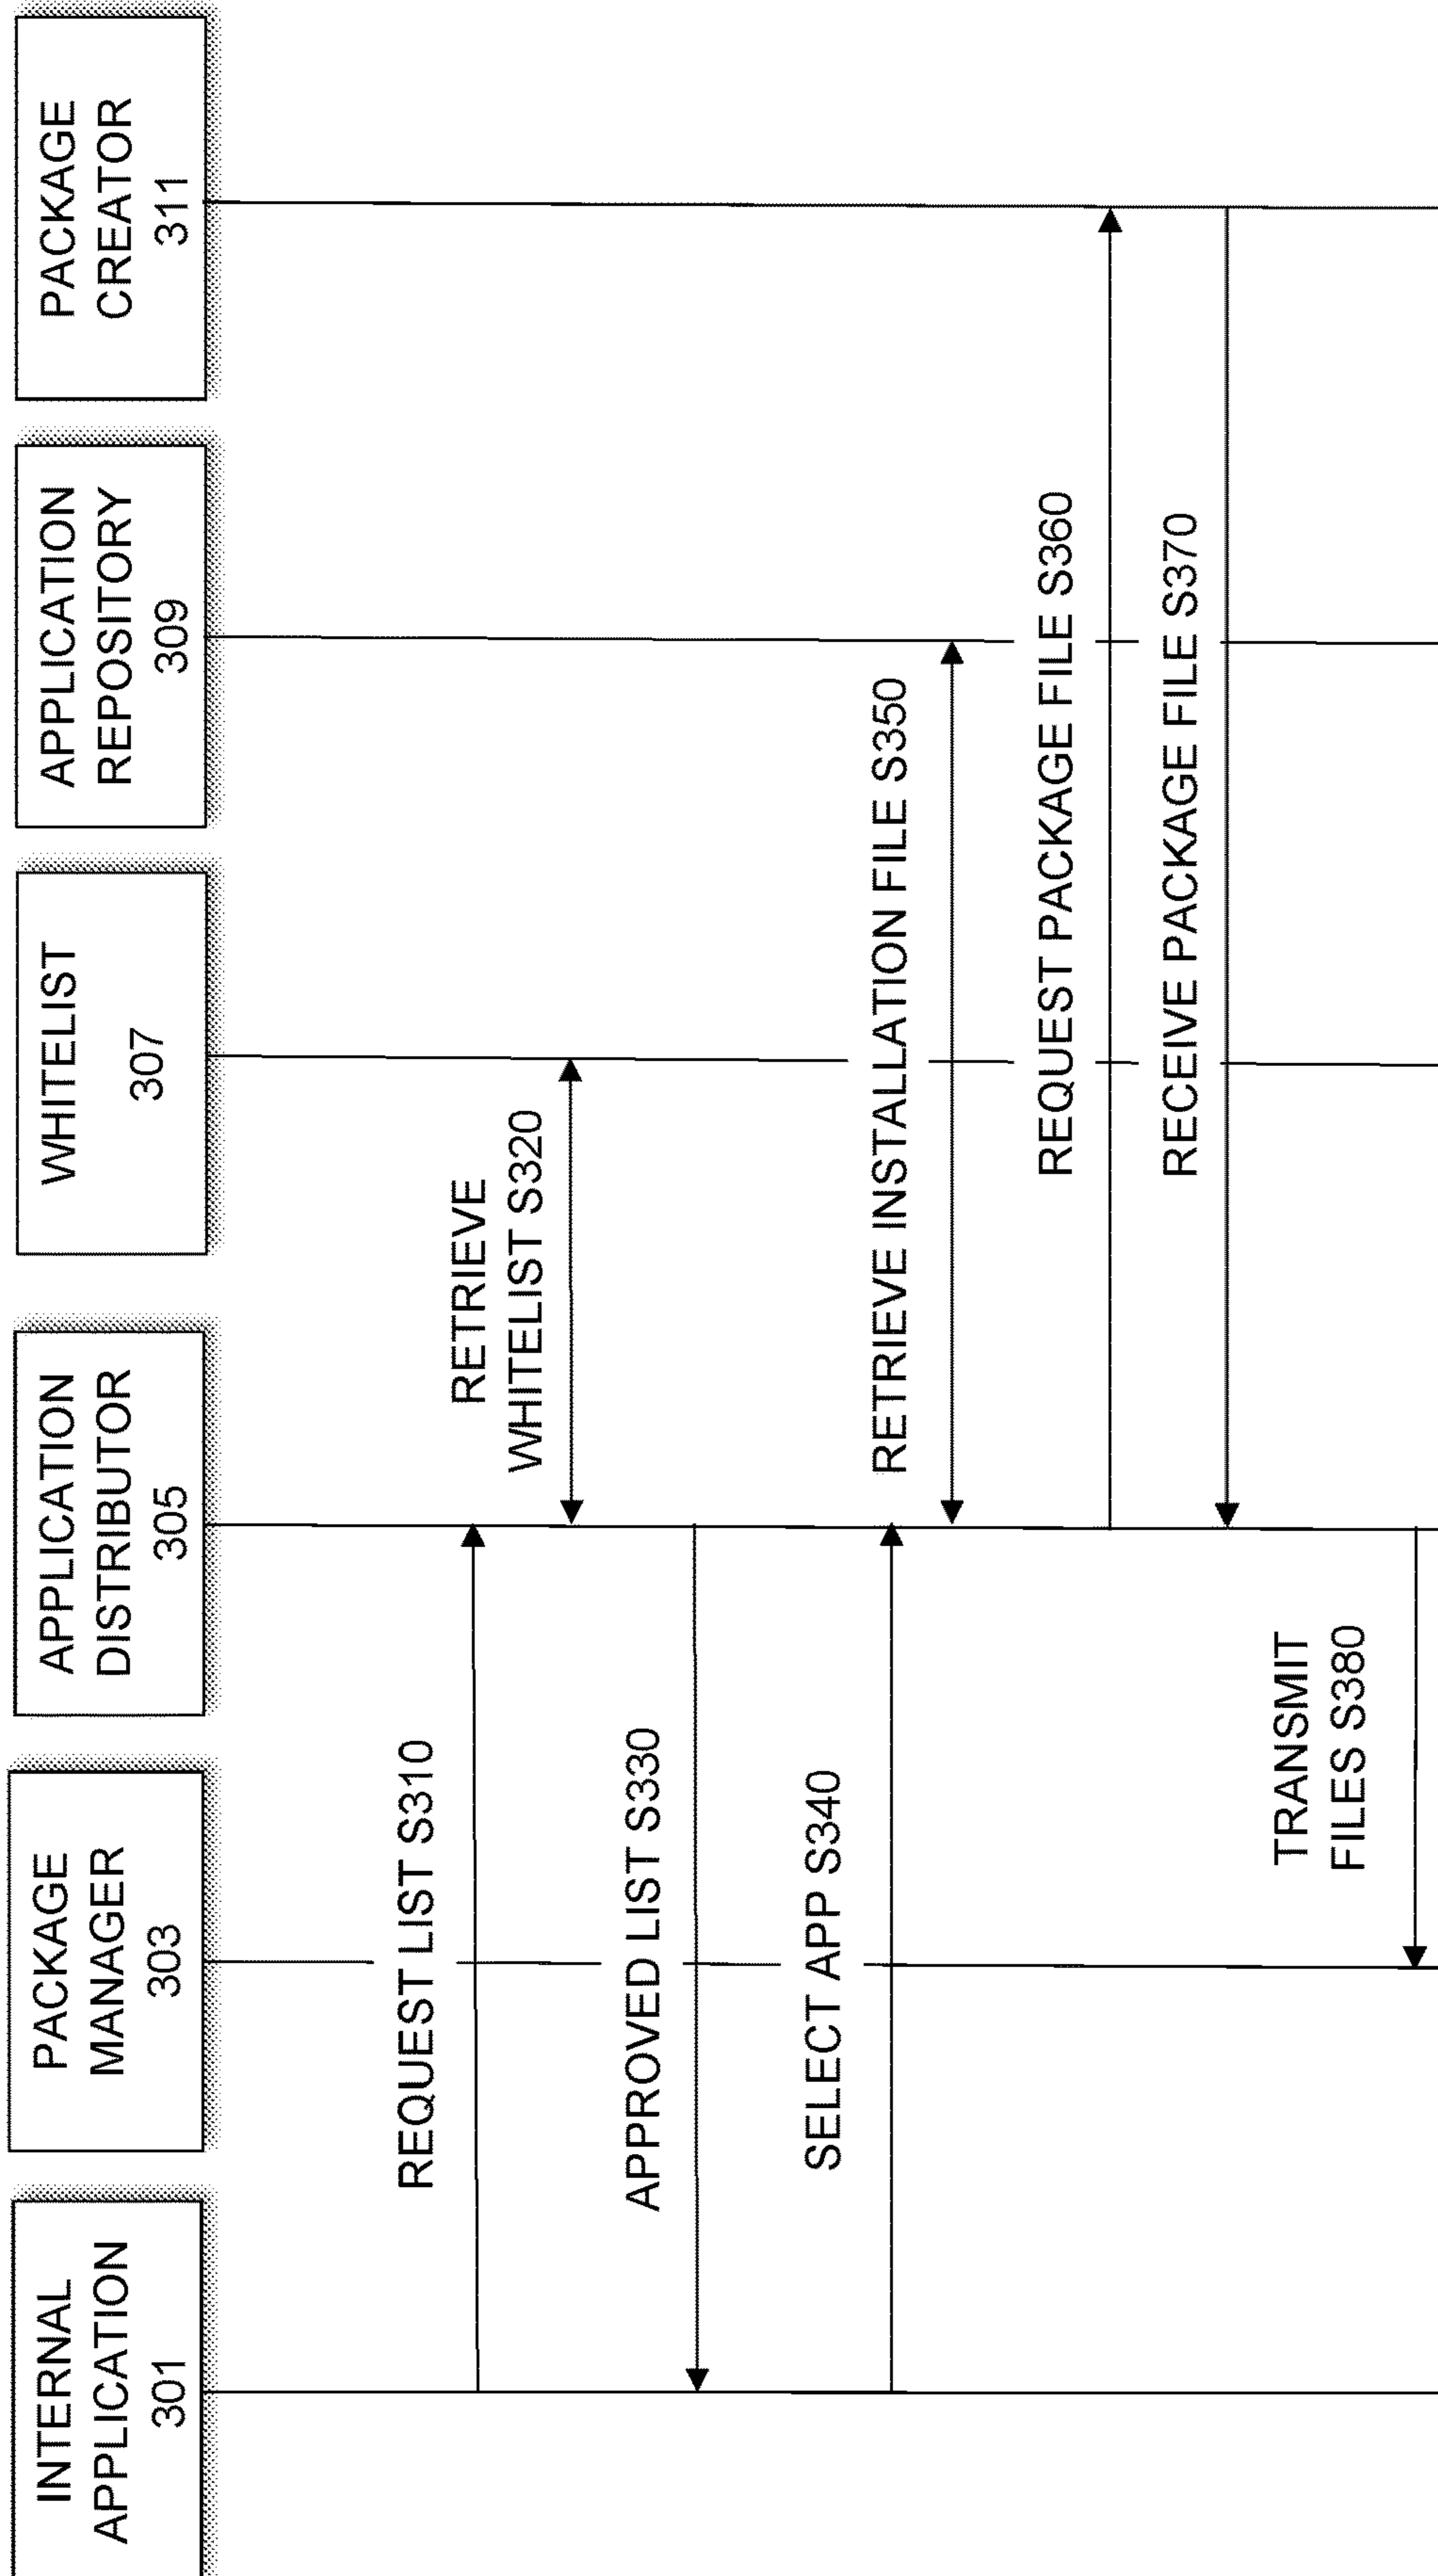 INTERNAL
APPLICATION
301
PACKAGE
MANAGER
303
APPLICATION
DISTRIBUTOR
305
WHITELIST
307
APPLICATION
REPOSITORY
309
PACKAGE
CREATOR
311
REQUEST LIST S310
RETRIEVE
WHITELIST S320
APPROVED LIST S330
SELECT APP S340
RETRIEVE INSTALLATION FILE S350
REQUEST PACKAGE FILE S360
RECEIVE PACKAGE FILE S370
TRANSMIT
FILES S380